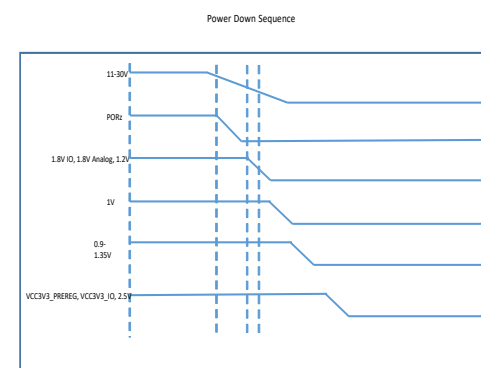 Power Down Sequence
11-30V
PORz
1.8V IO, 1.8V Analog, 1.2V
1V
0.9-
1.35V
VCC3V3_PREREG, VCC3V3_IO, 2.5V